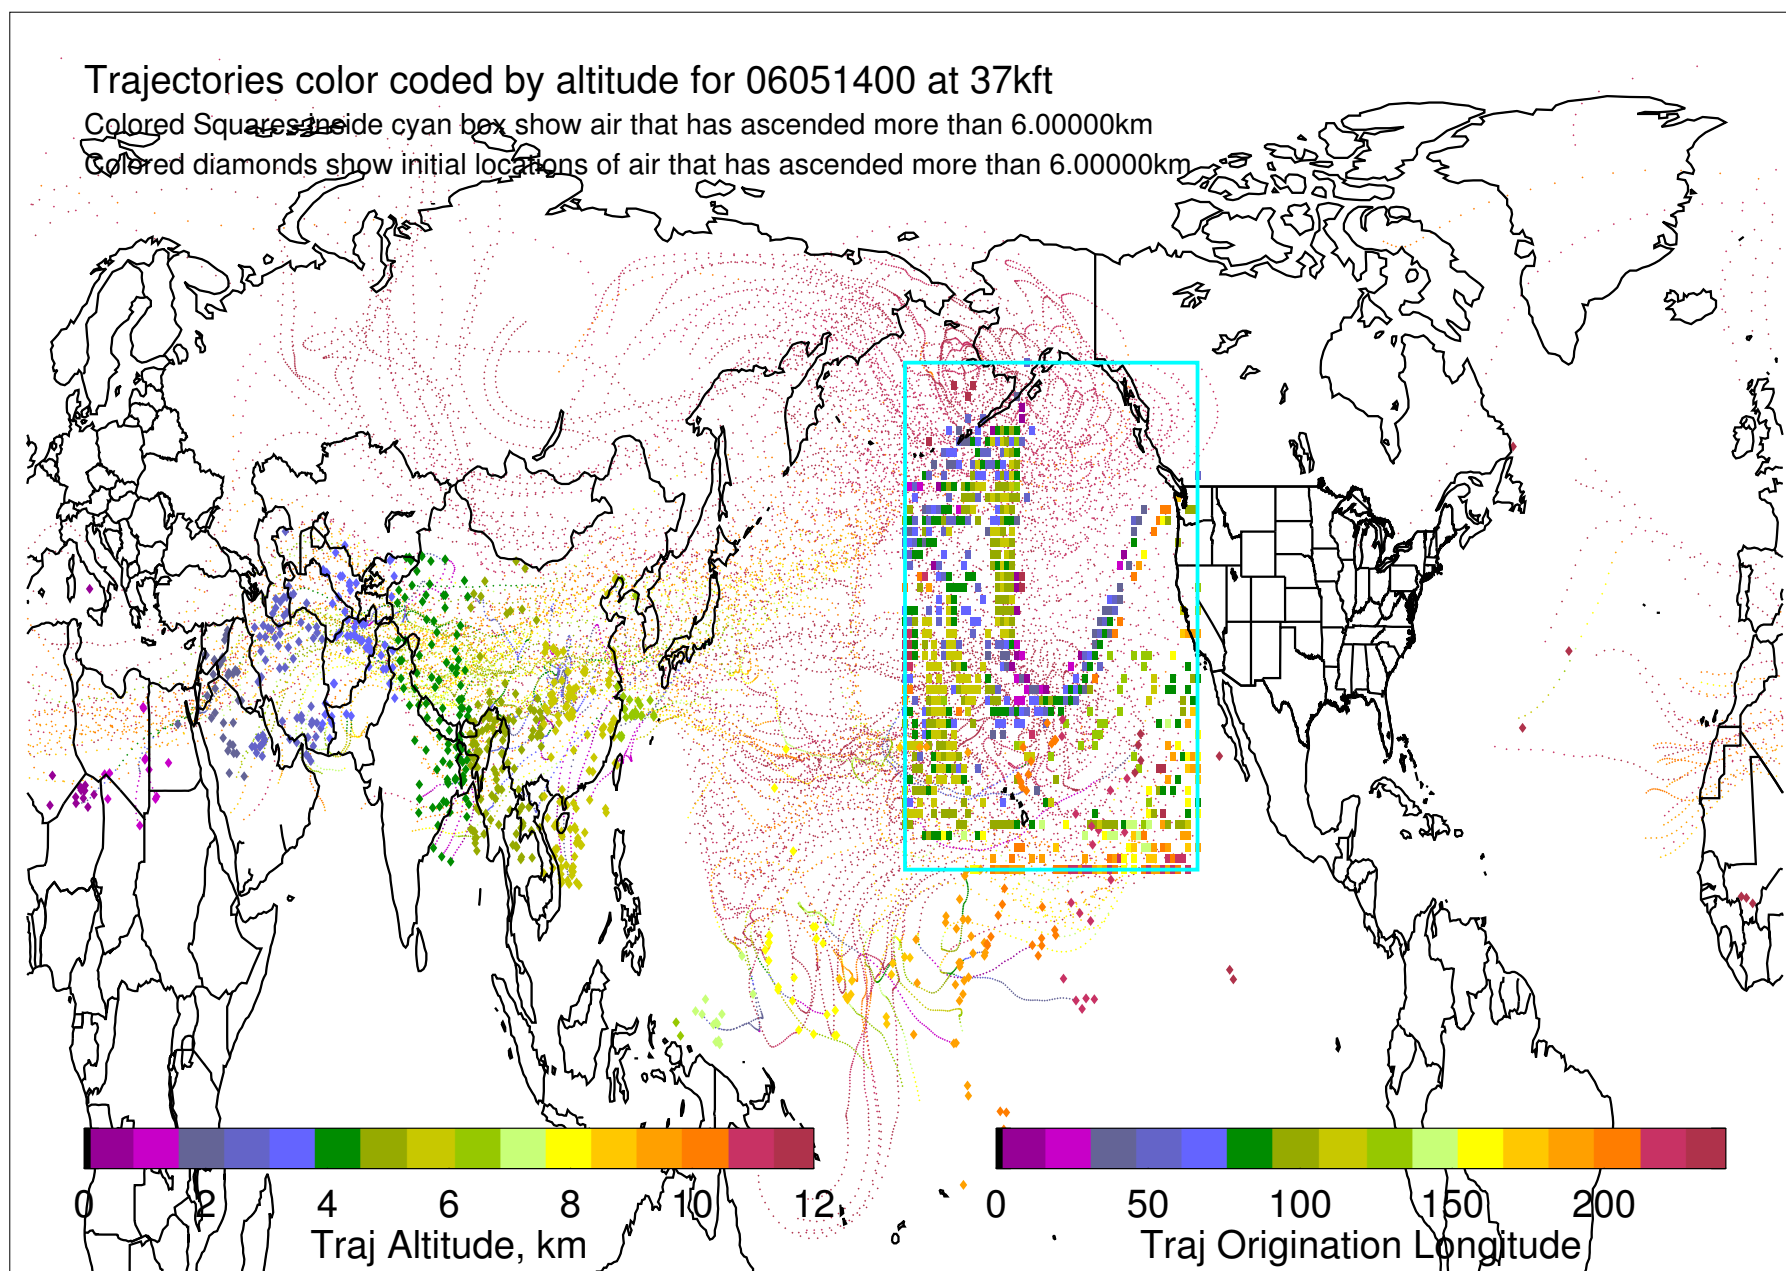 Trajectories color coded by altitude for 06051400 at 37kft
Colored Squares inside cyan box show air that has ascended more than 6.00000km
Colored diamonds show initial locations of air that has ascended more than 6.00000km
0 2 4 6 8 10 12
Traj Altitude, km
0 50 100 150 200
Traj Origination Longitude